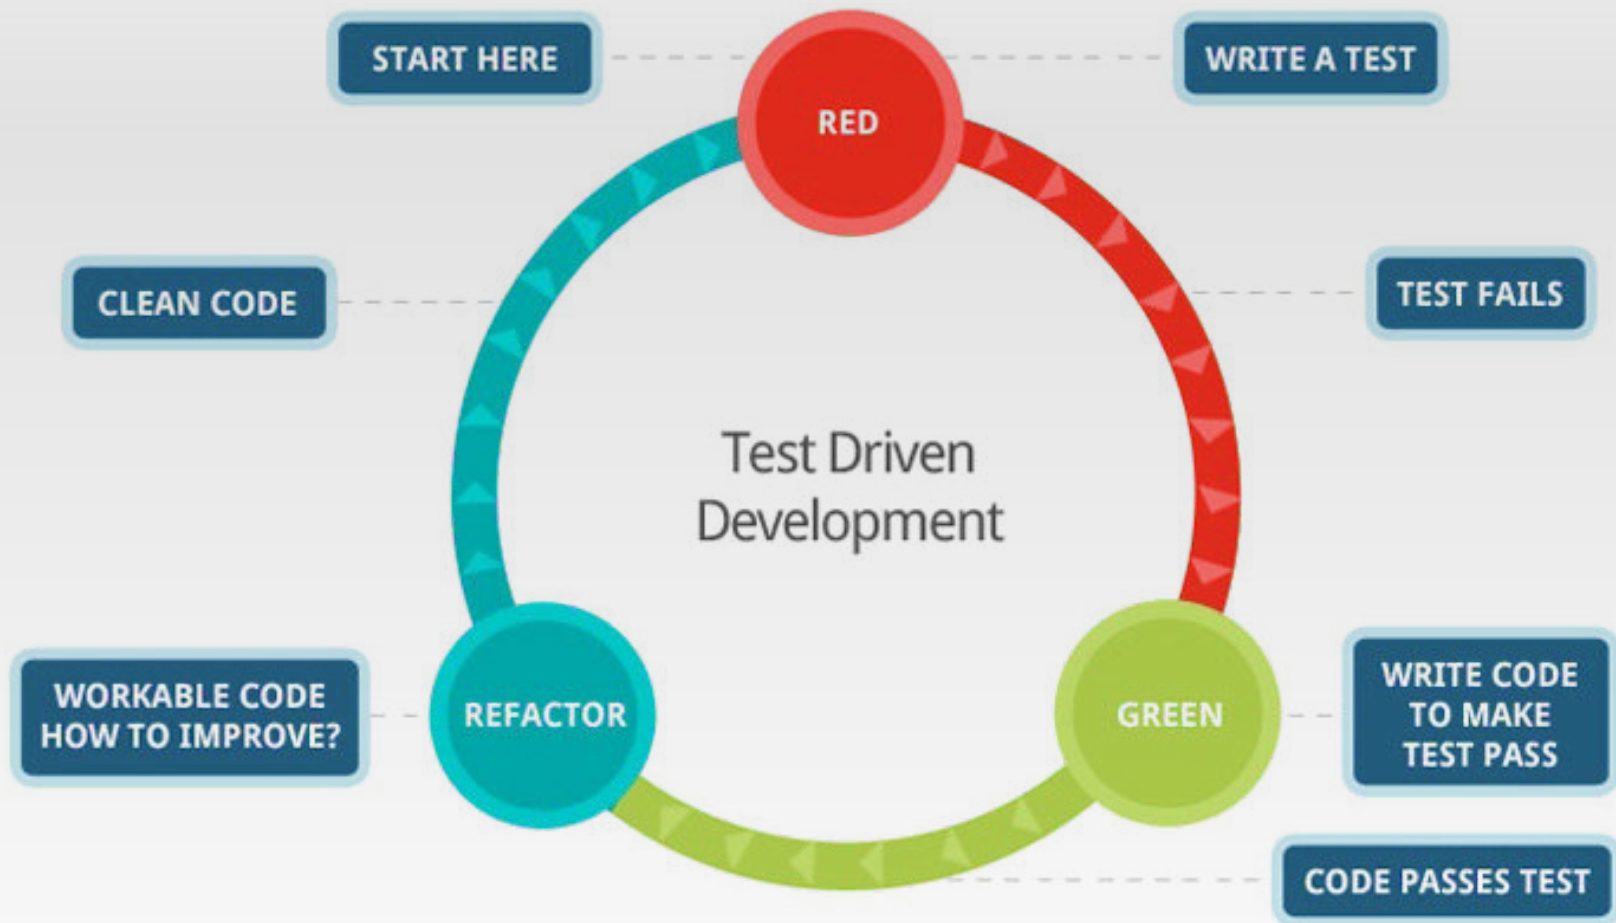 START HERE
WRITE A TEST
RED
CLEAN CODE
TEST FAILS
Test Driven
Development
WORKABLE CODE
HOW TO IMPROVE?
REFACTOR
GREEN
WRITE CODE
TO MAKE
TEST PASS
CODE PASSES TEST